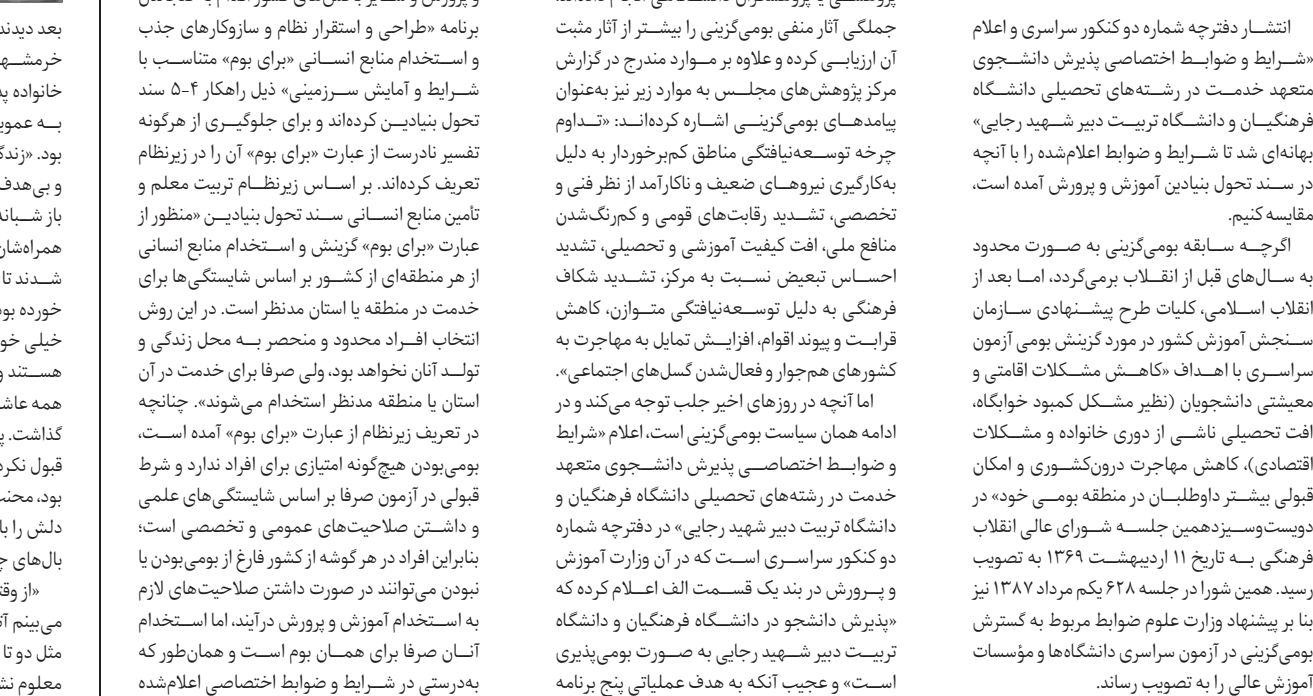 انتشار دفترچه شماره دو کنکور سراسری و اعلام
«شرایط و ضوابط اختصاصی پذیرش دانشجوی
متعهد خدمت در رشته‌های تحصیلی دانشگاه
فرهنگیان و دانشگاه تربیت دبیر شهید رجایی»
بهانه‌ای شد تا شرایط و ضوابط اعلام‌شده را با آنچه
در سند تحول بنیادین آموزش و پرورش آمده است،
مقایسه کنیم.
اگرچه سابقه بومی‌گزینی به صورت محدود
به سال‌های قبل از انقلاب برمی‌گردد، اما بعد از
انقلاب اسلامی، کلیات طرح پیشنهادی سازمان
سنجش آموزش کشور در مورد گزینش بومی آزمون
سراسری با اهداف «کاهش مشکلات اقامتی و
معیشتی دانشجویان (نظیر مشکل کمبود خوابگاه،
افت تحصیلی ناشی از دوری خانواده و مشکلات
اقتصادی)، کاهش مهاجرت درون‌کشوری و امکان
قبولی بیشتر داوطلبان در منطقه بومی خود» در
دویست‌وسیزدهمین جلسه شورای عالی انقلاب
فرهنگی به تاریخ ۱۱ اردیبهشت ۱۳۶۹ به تصویب
رسید. همین شورا در جلسه ۶۲۸ یکم مرداد ۱۳۸۷ نیز
بنا بر پیشنهاد وزارت علوم ضوابط مربوط به گسترش
بومی‌گزینی در آزمون سراسری دانشگاه‌ها و مؤسسات
آموزش عالی را به تصویب رساند.
جملگی آثار منفی بومی‌گزینی را بیشتر از آثار مثبت
آن ارزیابی کرده و علاوه بر موارد مندرج در گزارش
مرکز پژوهش‌های مجلس به موارد زیر نیز به‌عنوان
پیامدهای بومی‌گزینی اشاره کرده‌اند: «تداوم
چرخه توسعه‌نیافتگی مناطق کم‌برخوردار به دلیل
به‌کارگیری نیروهای ضعیف و ناکارآمد از نظر فنی و
تخصصی، تشدید رقابت‌های قومی و کم‌رنگ‌شدن
منافع ملی، افت کیفیت آموزشی و تحصیلی، تشدید
احساس تبعیض نسبت به مرکز، تشدید شکاف
فرهنگی به دلیل توسعه‌نیافتگی متوازن، کاهش
قرابت و پیوند اقوام، افزایش تمایل به مهاجرت به
کشورهای هم‌جوار و فعال‌شدن گسل‌های اجتماعی».
اما آنچه در روزهای اخیر جلب توجه می‌کند و در
ادامه همان سیاست بومی‌گزینی است، اعلام «شرایط
و ضوابط اختصاصی پذیرش دانشجوی متعهد
خدمت در رشته‌های تحصیلی دانشگاه فرهنگیان و
دانشگاه تربیت دبیر شهید رجایی» در دفترچه شماره
دو کنکور سراسری است که در آن وزارت آموزش
و پرورش در بند یک قسمت الف اعلام کرده که
«پذیرش دانشجو در دانشگاه فرهنگیان و دانشگاه
تربیت دبیر شهید رجایی به صورت بومی‌پذیری
است» و عجیب آنکه به هدف عملیاتی پنج برنامه
برنامه «طراحی و استقرار نظام و سازوکارهای جذب
و استخدام منابع انسانی «برای بوم» متناسب با
شرایط و آمایش سرزمینی» ذیل راهکار ۴-۵ سند
تحول بنیادین کرده‌اند و برای جلوگیری از هرگونه
تفسیر نادرست از عبارت «برای بوم» آن را در زیرنظام
تعریف کرده‌اند. بر اساس زیرنظام تربیت معلم و
تأمین منابع انسانی سند تحول بنیادین «منظور از
عبارت «برای بوم» گزینش و استخدام منابع انسانی
از هر منطقه‌ای از کشور بر اساس شایستگی‌ها برای
خدمت در منطقه یا استان مدنظر است. در این روش
انتخاب افراد محدود و منحصر به محل زندگی و
تولد آنان نخواهد بود، ولی صرفا برای خدمت در آن
استان یا منطقه مدنظر استخدام می‌شوند». چنانچه
در تعریف زیرنظام از عبارت «برای بوم» آمده است،
بومی‌بودن هیچ‌گونه امتیازی برای افراد ندارد و شرط
قبولی در آزمون صرفا بر اساس شایستگی‌های علمی
و داشتن صلاحیت‌های عمومی و تخصصی است؛
بنابراین افراد در هر گوشه از کشور فارغ از بومی‌بودن یا
نبودن می‌توانند در صورت داشتن صلاحیت‌های لازم
به استخدام آموزش و پرورش درآیند، اما استخدام
آنان صرفا برای همان بوم است و همان‌طور که
به‌درستی در شرایط و ضوابط اختصاصی اعلام‌شده
بعد دیدند
خانواده
بود.
همراهشان
شدند تا
خیلی
هستند و
گذاشت.
بود،
دلش را
بال‌های
«از
می‌بینم
مثل دو تا
معلوم